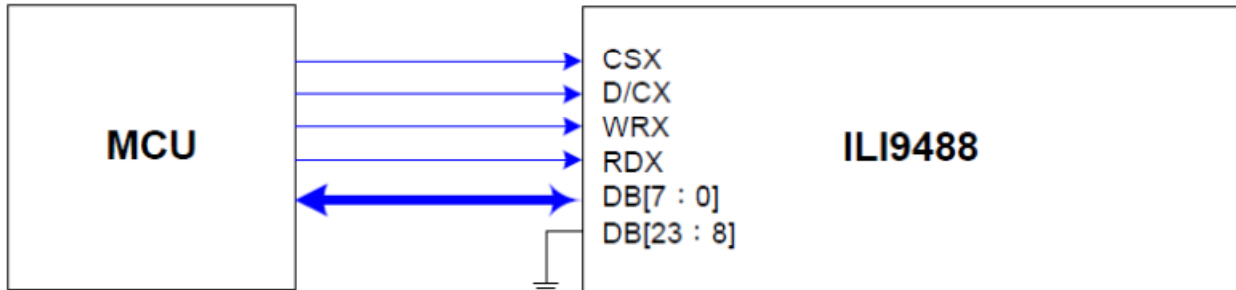 MCU
CSX
D/CX
WRX
RDX
DB[7：0]
DB[23：8]
ILI9488